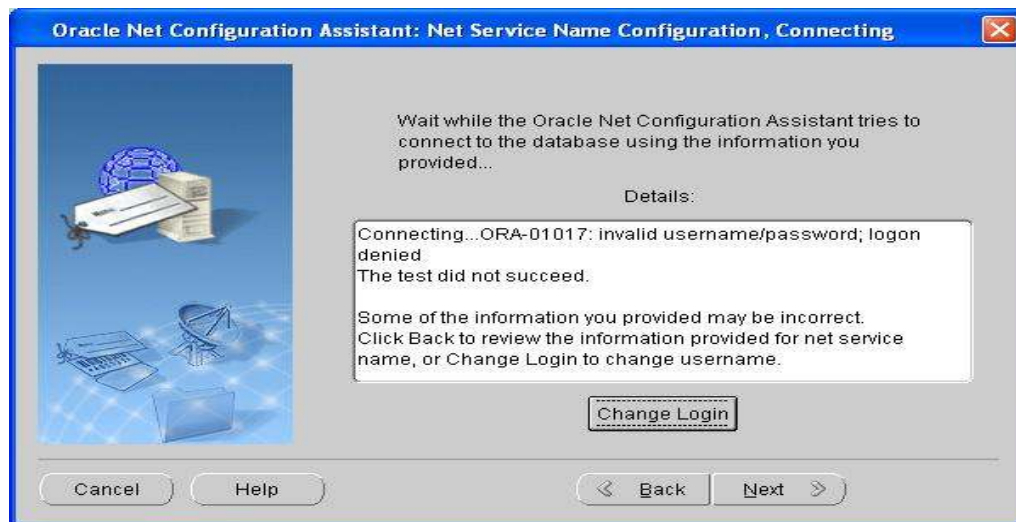 Oracle Net Configuration Assistant: Net Service Name Configuration, Connecting
Wait while the Oracle Net Configuration Assistant tries to
connect to the database using the information you
provided...
Details:
Connecting...ORA-01017: invalid username/password; logon
denied
The test did not succeed.
Some of the information you provided may be incorrect.
Click Back to review the information provided for net service
name, or Change Login to change username.
Change Login
Cancel
Help
Back
Next